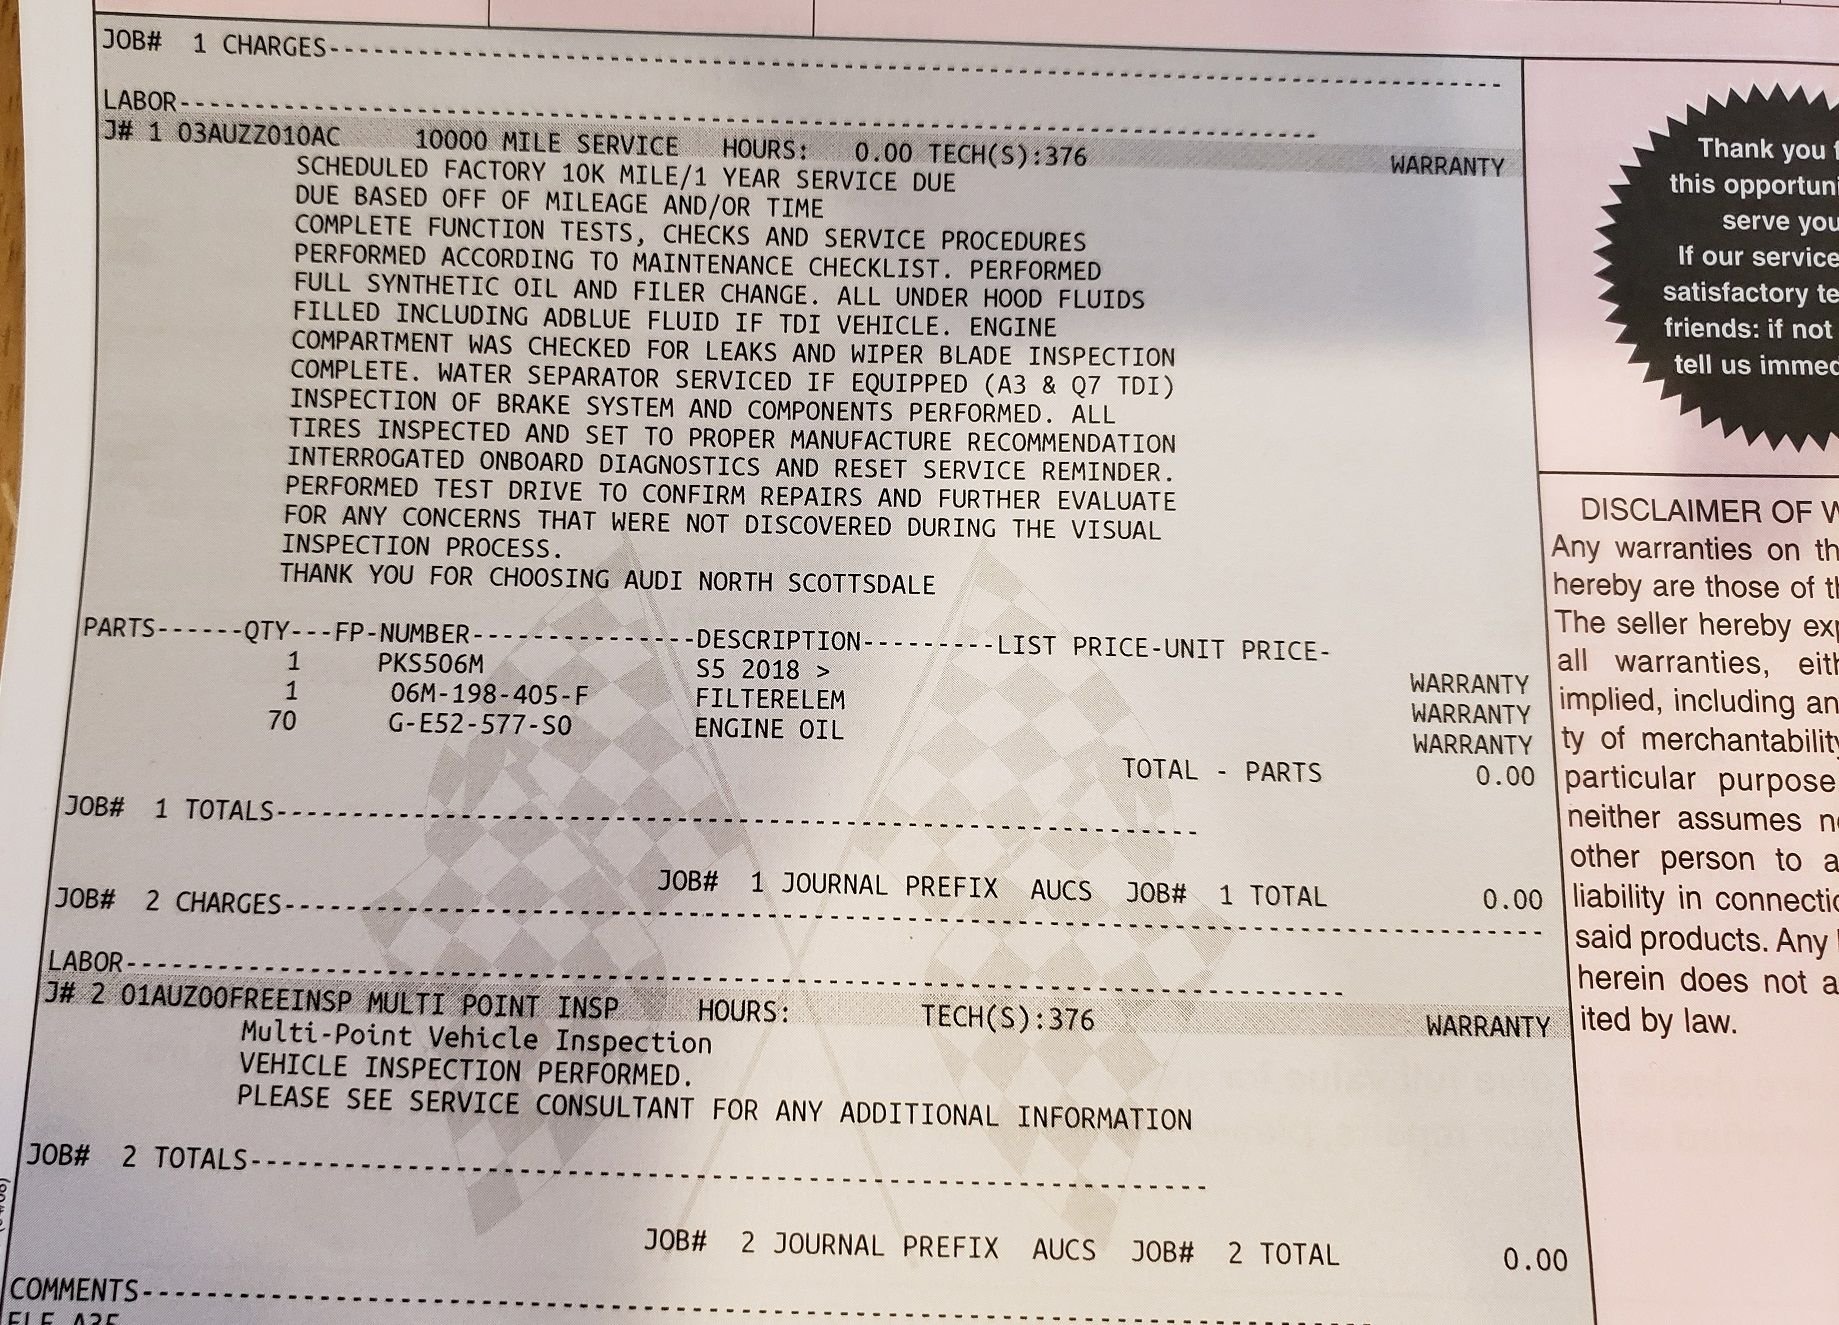 JOB# 1 CHARGES----------------------------------------------------------------
LABOR----------------------------------------------------------------
J# 1 03AUZZ010AC 10000 MILE SERVICE HOURS: 0.00 TECH(S):376 WARRANTY
SCHEDULED FACTORY 10K MILE/1 YEAR SERVICE DUE
DUE BASED OFF OF MILEAGE AND/OR TIME
COMPLETE FUNCTION TESTS, CHECKS AND SERVICE PROCEDURES
PERFORMED ACCORDING TO MAINTENANCE CHECKLIST. PERFORMED
FULL SYNTHETIC OIL AND FILER CHANGE. ALL UNDER HOOD FLUIDS
FILLED INCLUDING ADBLUE FLUID IF TDI VEHICLE. ENGINE
COMPARTMENT WAS CHECKED FOR LEAKS AND WIPER BLADE INSPECTION
COMPLETE. WATER SEPARATOR SERVICED IF EQUIPPED (A3 & Q7 TDI)
INSPECTION OF BRAKE SYSTEM AND COMPONENTS PERFORMED. ALL
TIRES INSPECTED AND SET TO PROPER MANUFACTURE RECOMMENDATION
INTERROGATED ONBOARD DIAGNOSTICS AND RESET SERVICE REMINDER.
PERFORMED TEST DRIVE TO CONFIRM REPAIRS AND FURTHER EVALUATE
FOR ANY CONCERNS THAT WERE NOT DISCOVERED DURING THE VISUAL
INSPECTION PROCESS.
THANK YOU FOR CHOOSING AUDI NORTH SCOTTSDALE
PARTS------QTY---FP-NUMBER---------------DESCRIPTION---------LIST PRICE-UNIT PRICE-
1 PKS506M S5 2018 > WARRANTY
1 06M-198-405-F FILTERELEM WARRANTY
70 G-E52-577-S0 ENGINE OIL WARRANTY
TOTAL - PARTS 0.00
JOB# 1 TOTALS----------------------------------------------------------------
JOB# 1 JOURNAL PREFIX AUCS JOB# 1 TOTAL 0.00
JOB# 2 CHARGES----------------------------------------------------------------
LABOR----------------------------------------------------------------
J# 2 01AUZ00FREEINSP MULTI POINT INSP HOURS: TECH(S):376 WARRANTY
Multi-Point Vehicle Inspection
VEHICLE INSPECTION PERFORMED.
PLEASE SEE SERVICE CONSULTANT FOR ANY ADDITIONAL INFORMATION
JOB# 2 TOTALS----------------------------------------------------------------
JOB# 2 JOURNAL PREFIX AUCS JOB# 2 TOTAL 0.00
COMMENTS----------------------------------------------------------------
Thank you f
this opportuni
serve you
If our service
satisfactory te
friends: if not
tell us immed
DISCLAIMER OF W
Any warranties on th
hereby are those of th
The seller hereby exp
all warranties, eith
implied, including an
ty of merchantability
particular purpose
neither assumes no
other person to a
liability in connectio
said products. Any
herein does not a
ited by law.